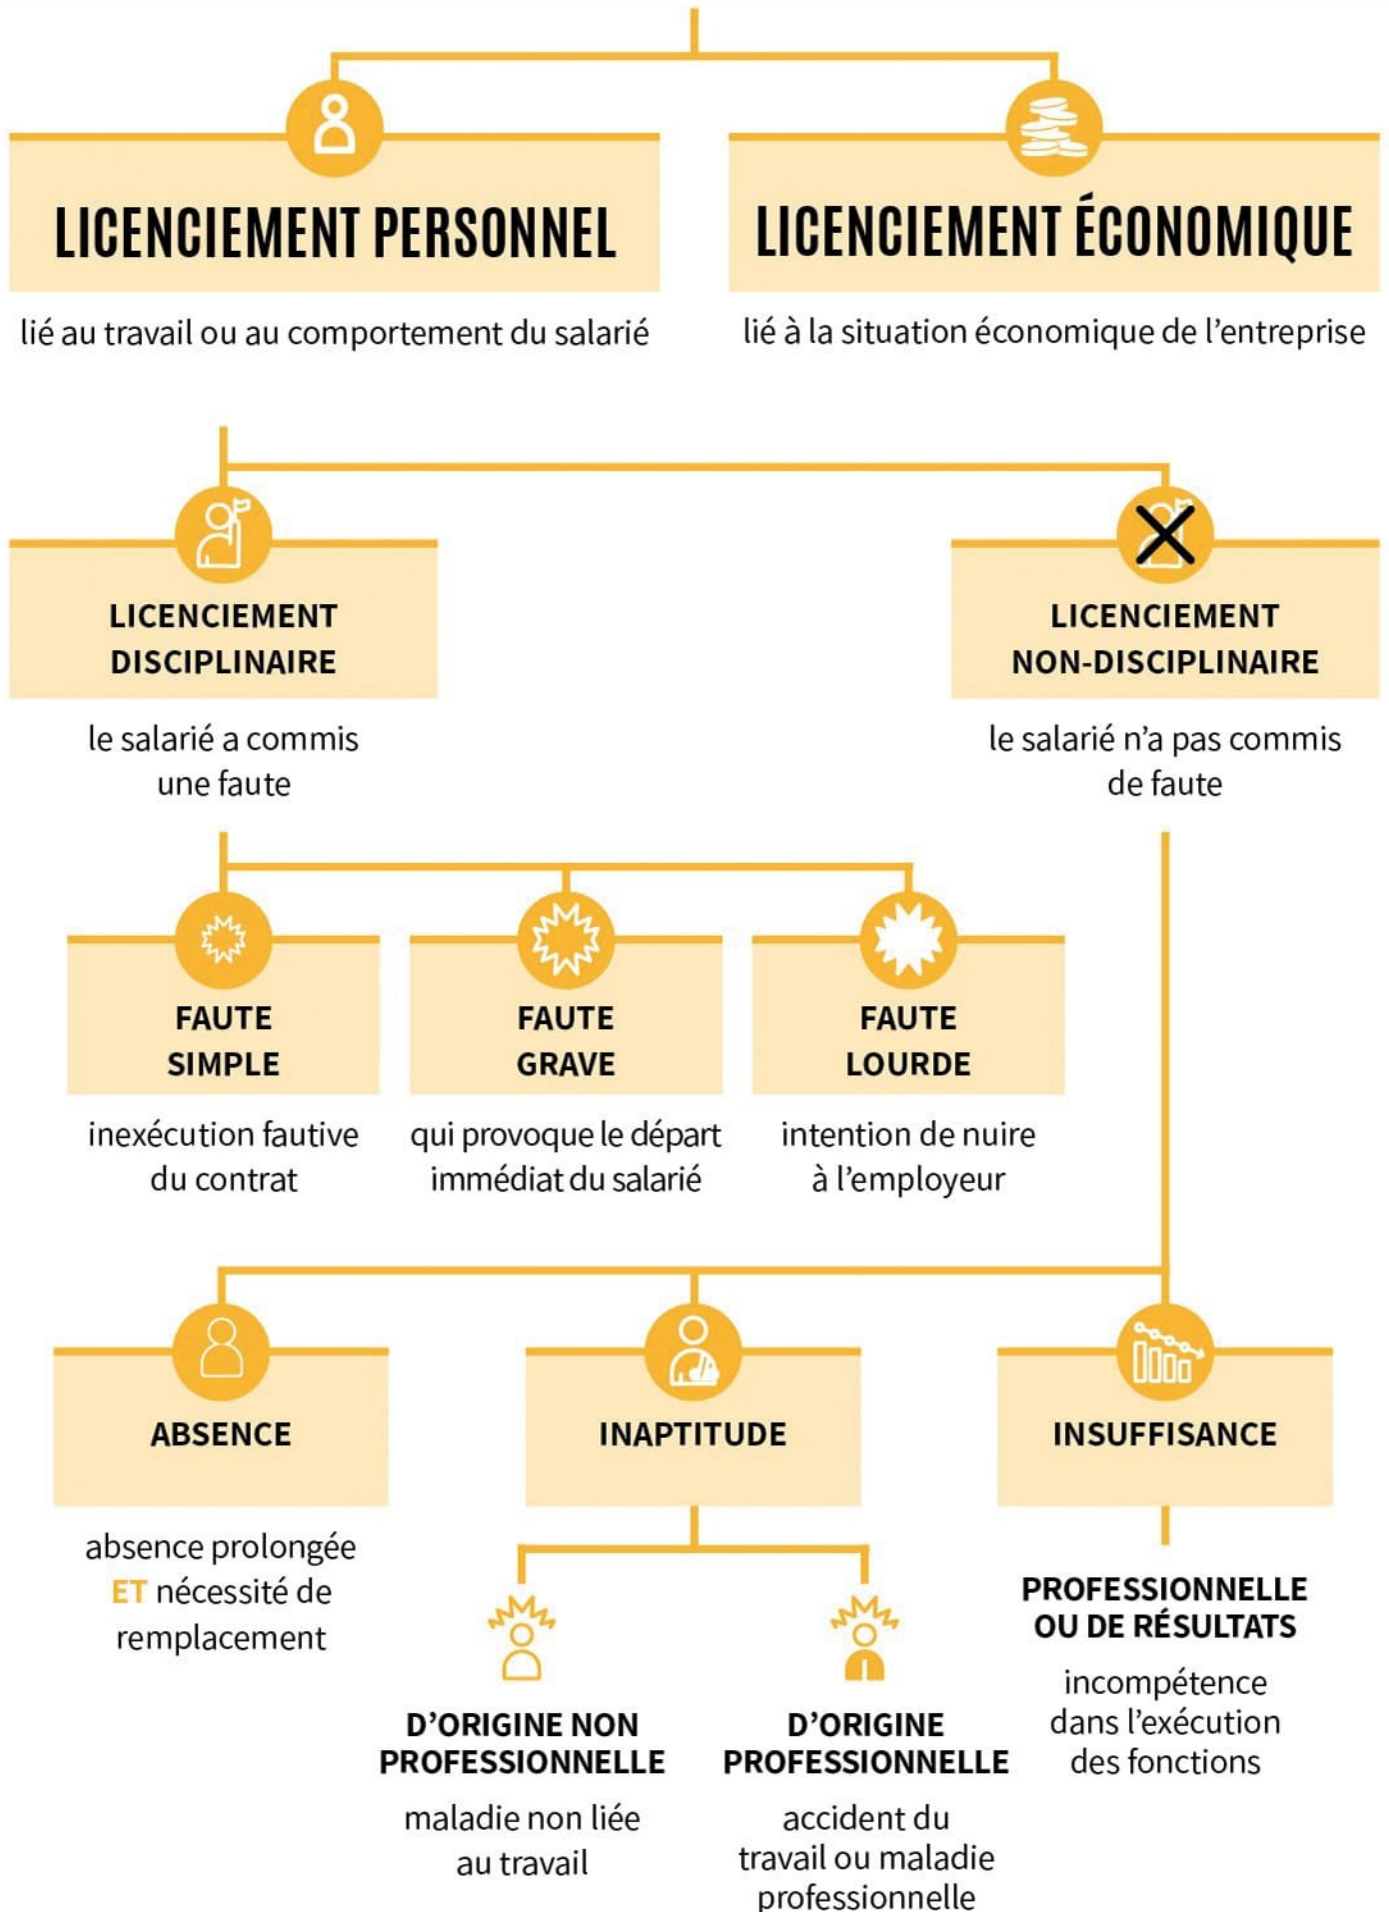 LICENCIEMENT PERSONNEL
lié au travail ou au comportement du salarié
LICENCIEMENT ÉCONOMIQUE
lié à la situation économique de l’entreprise
LICENCIEMENT
DISCIPLINAIRE
le salarié a commis
une faute
LICENCIEMENT
NON-DISCIPLINAIRE
le salarié n’a pas commis
de faute
FAUTE
SIMPLE
inexécution fautive
du contrat
FAUTE
GRAVE
qui provoque le départ
immédiat du salarié
FAUTE
LOURDE
intention de nuire
à l’employeur
ABSENCE
absence prolongée
ET nécessité de
remplacement
INAPTITUDE
D’ORIGINE NON
PROFESSIONNELLE
maladie non liée
au travail
D’ORIGINE
PROFESSIONNELLE
accident du
travail ou maladie
professionnelle
INSUFFISANCE
PROFESSIONNELLE
OU DE RÉSULTATS
incompétence
dans l’exécution
des fonctions